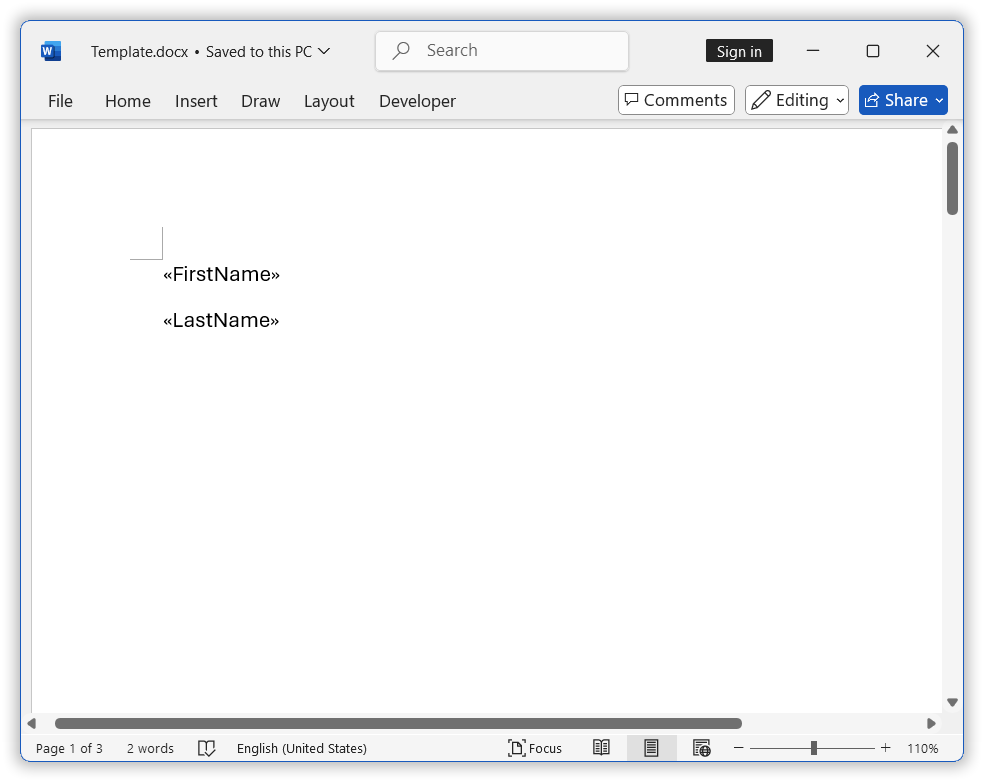 Template.docx • Saved to this PC
Search
Sign in
File Home Insert Draw Layout Developer
Comments Editing Share
«FirstName»
«LastName»
Page 1 of 3 2 words English (United States) Focus 110%